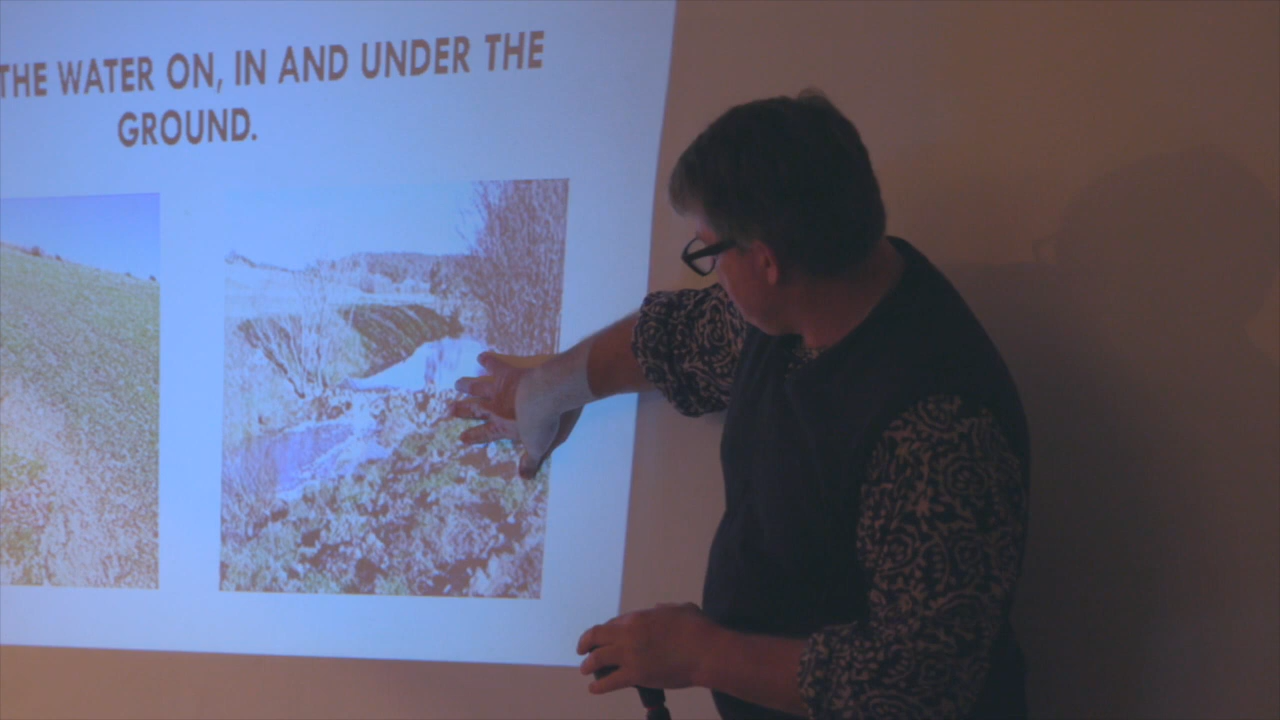 THE WATER ON, IN AND UNDER THE
GROUND.